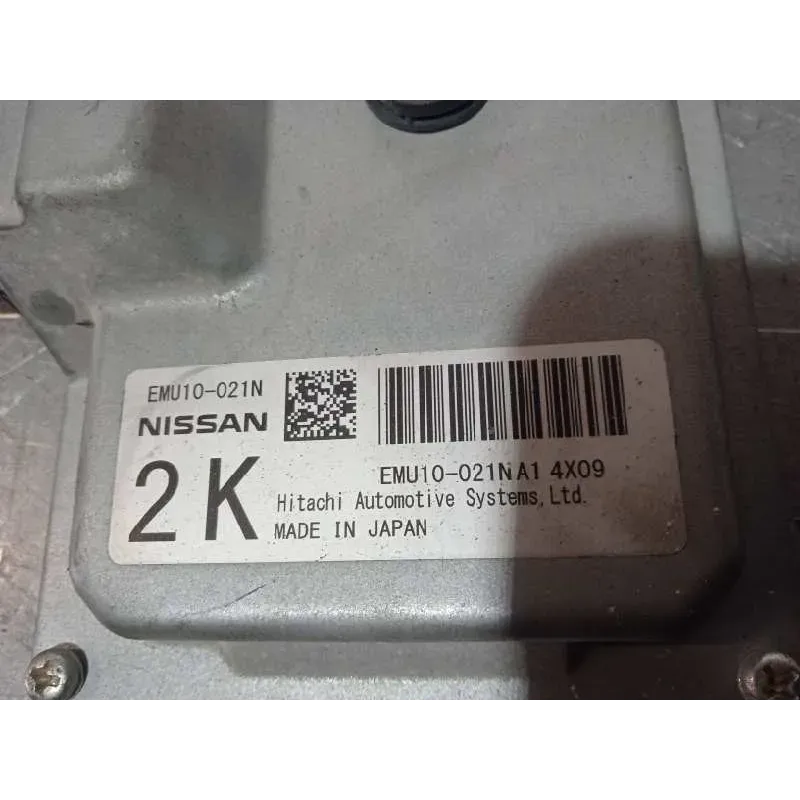 EMU10-021N
NISSAN
2K
EMU10-021NA1 4X09
Hitachi Automotive Systems,Ltd.
MADE IN JAPAN